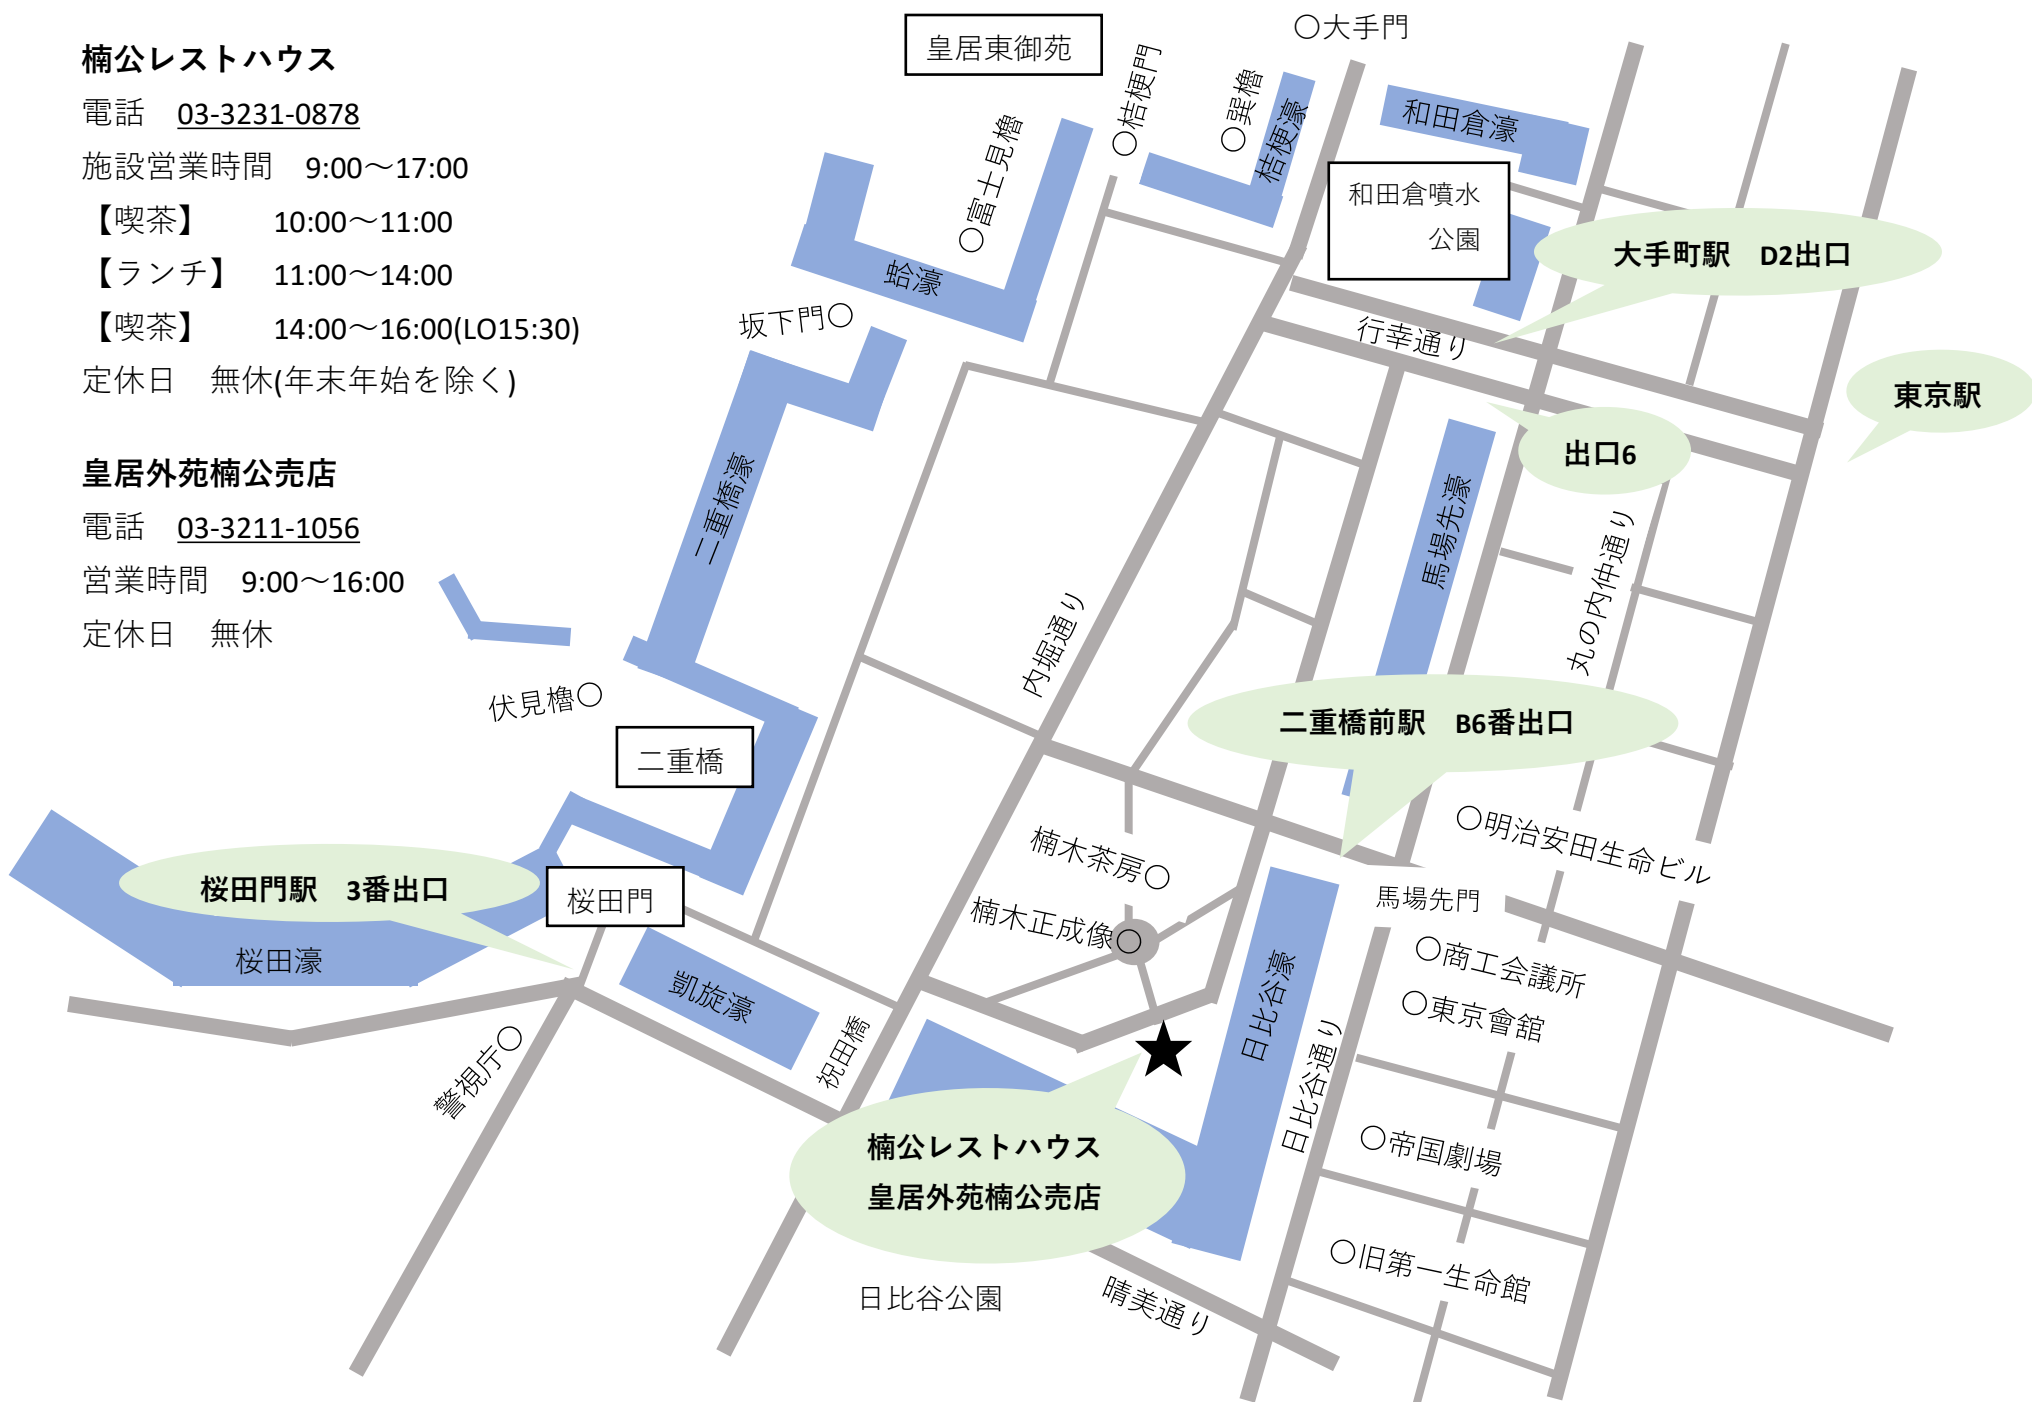 楠公レストハウス
電話　03-3231-0878
施設営業時間　9:00～17:00
【喫茶】　　10:00～11:00
【ランチ】　11:00～14:00
【喫茶】　　14:00～16:00(LO15:30)
定休日　無休(年末年始を除く)
皇居外苑楠公売店
電話　03-3211-1056
営業時間　9:00～16:00
定休日　無休
皇居東御苑
○大手門
○桔梗門
○巽櫓
桔梗濠
和田倉濠
○富士見櫓
和田倉噴水
公園
大手町駅　D2出口
蛤濠
坂下門○
行幸通り
東京駅
出口6
二重橋濠
馬場先濠
丸の内仲通り
内堀通り
伏見櫓○
二重橋
二重橋前駅　B6番出口
○明治安田生命ビル
楠木茶房○
桜田門駅　3番出口
桜田門
馬場先門
楠木正成像○
桜田濠
凱旋濠
○商工会議所
日比谷濠
○東京會舘
祝田橋
警視庁○
日比谷通り
楠公レストハウス
皇居外苑楠公売店
○帝国劇場
○旧第一生命館
日比谷公園
晴美通り